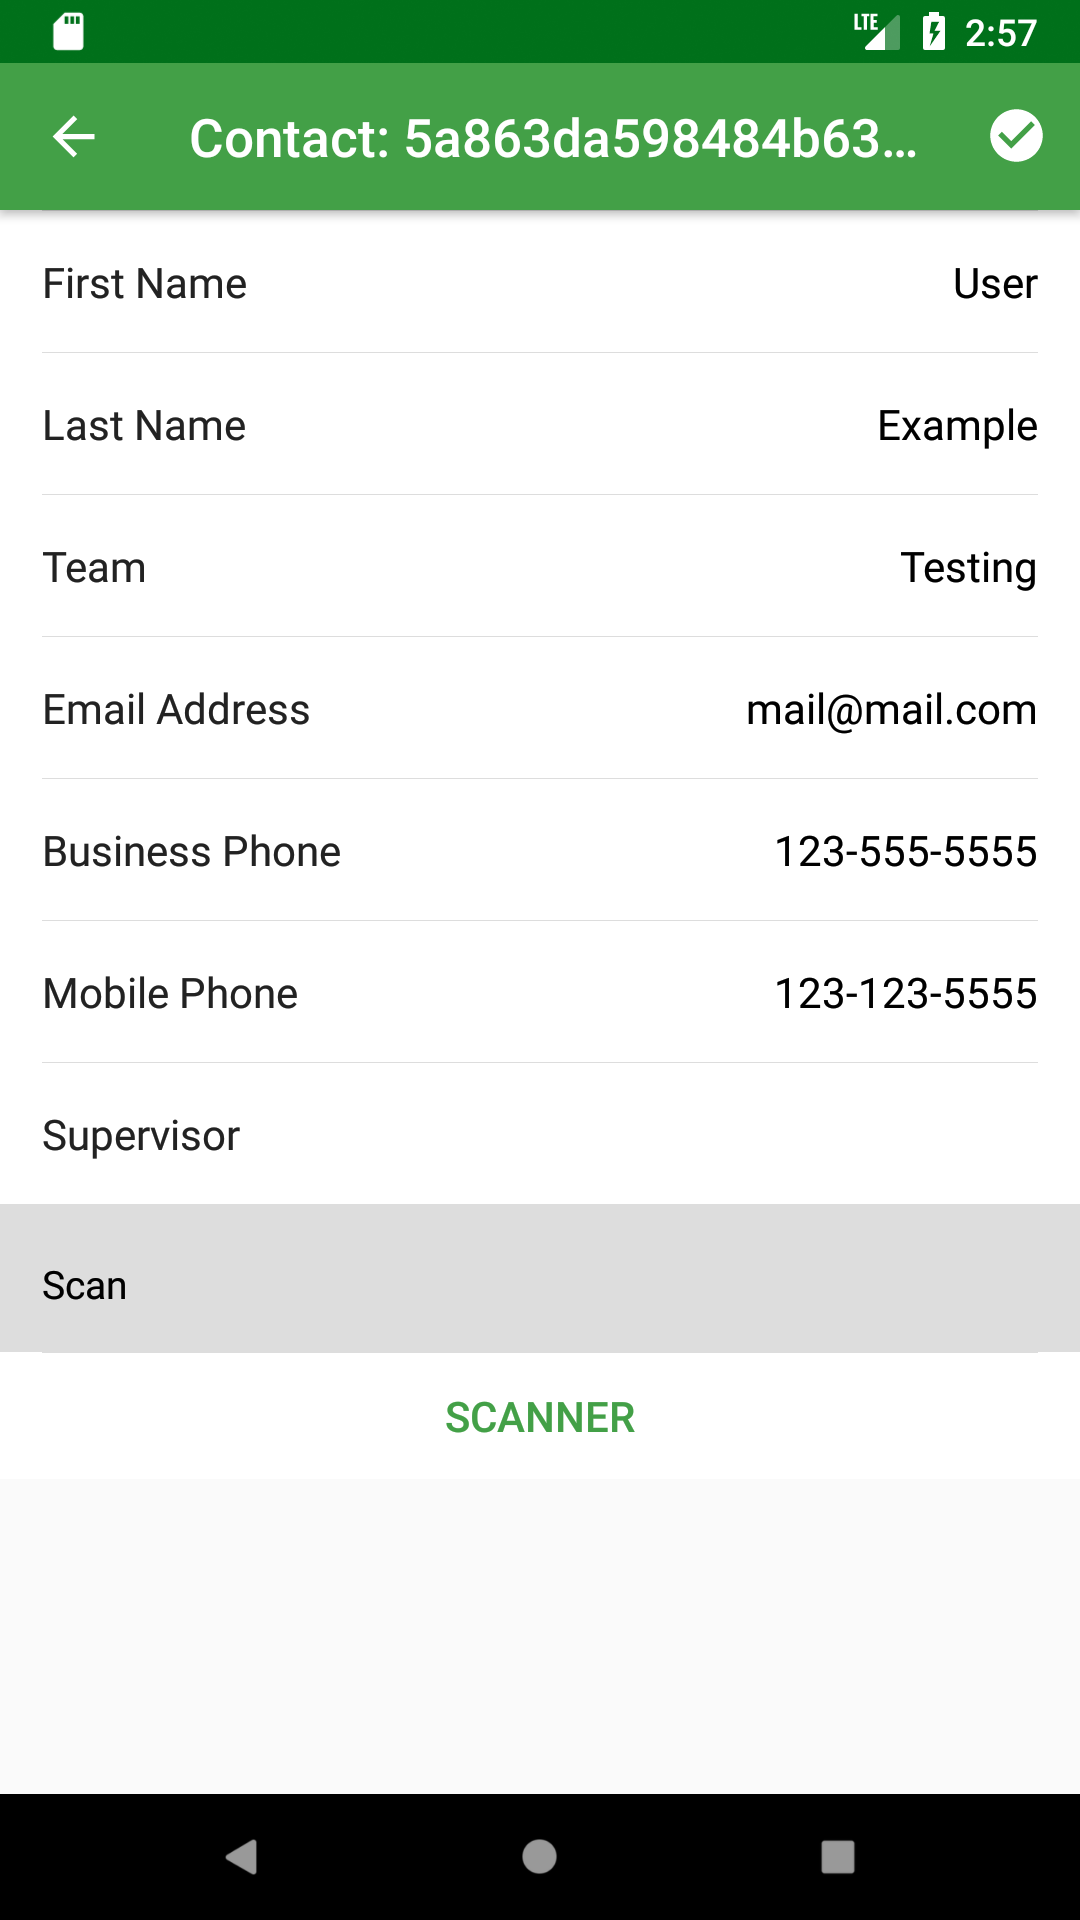 LTE 2:57
Contact: 5a863da598484b63...
First Name User
Last Name Example
Team Testing
Email Address mail@mail.com
Business Phone 123-555-5555
Mobile Phone 123-123-5555
Supervisor
Scan
SCANNER